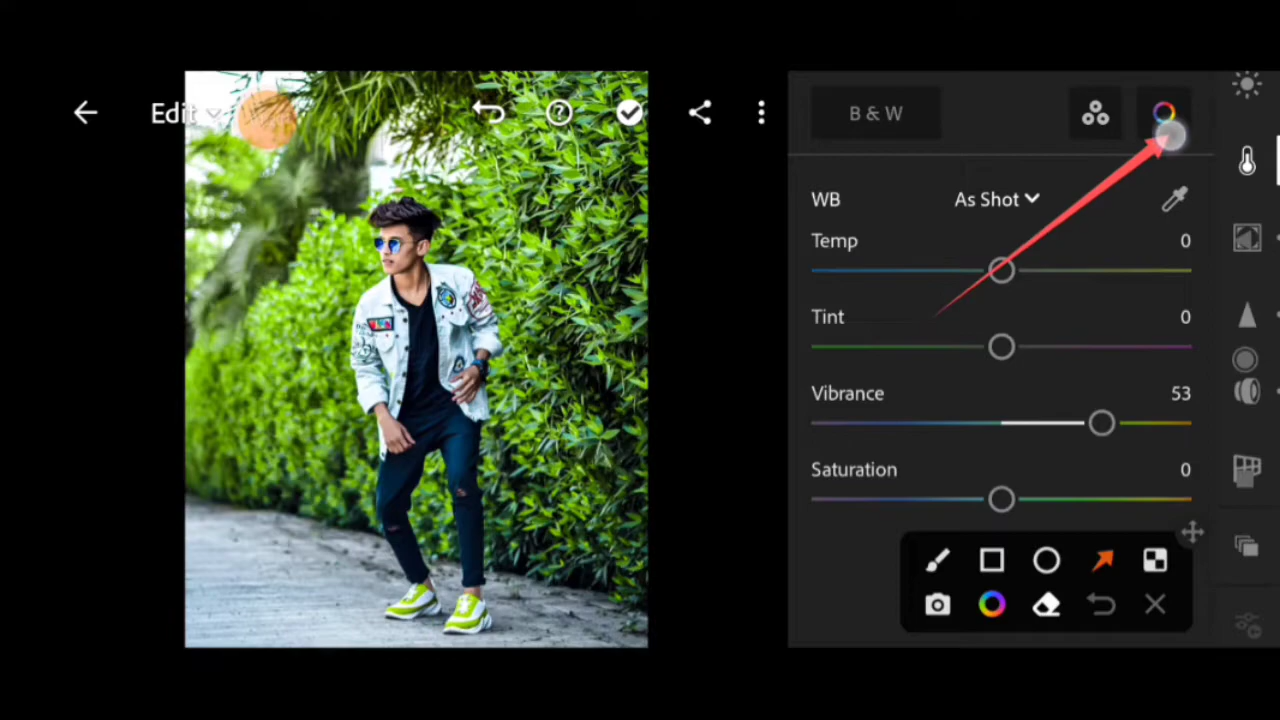 Edit
B & W
WB
As Shot
Temp
0
Tint
0
Vibrance
53
Saturation
0